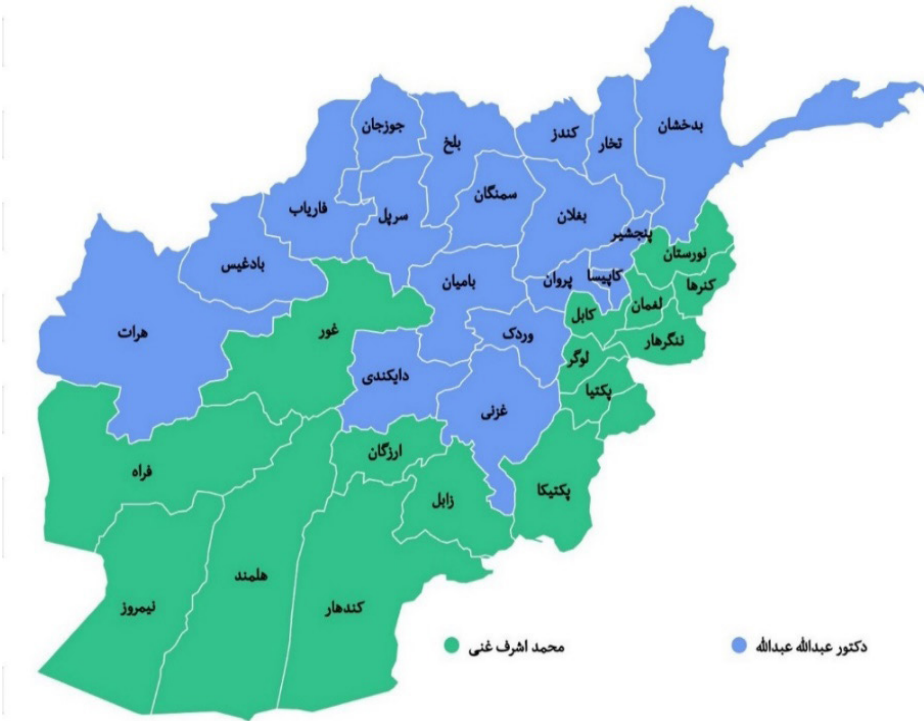 بدخشان
جوزجان
بلخ
کندز
تخار
سمنگان
فاریاب
سرپل
بغلان
پنجشیر
نورستان
بادغیس
بامیان
پروان
کاپیسا
کنرها
لغمان
کابل
هرات
غور
وردک
ننگرهار
لوگر
دایکندی
پکتیا
غزنی
ارزگان
فراه
زابل
پکتیکا
هلمند
کندهار
نیمروز
دکتور عبدالله عبدالله
محمد اشرف غنی